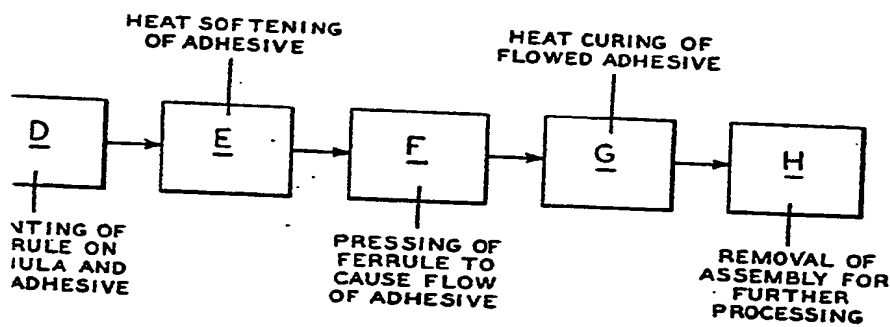 HEAT SOFTENING
OF ADHESIVE
HEAT CURING OF
FLOWED ADHESIVE
D
E
F
G
H
NTING OF
RULE ON
ULA AND
ADHESIVE
PRESSING OF
FERRULE TO
CAUSE FLOW
OF ADHESIVE
REMOVAL OF
ASSEMBLY FOR
FURTHER
PROCESSING